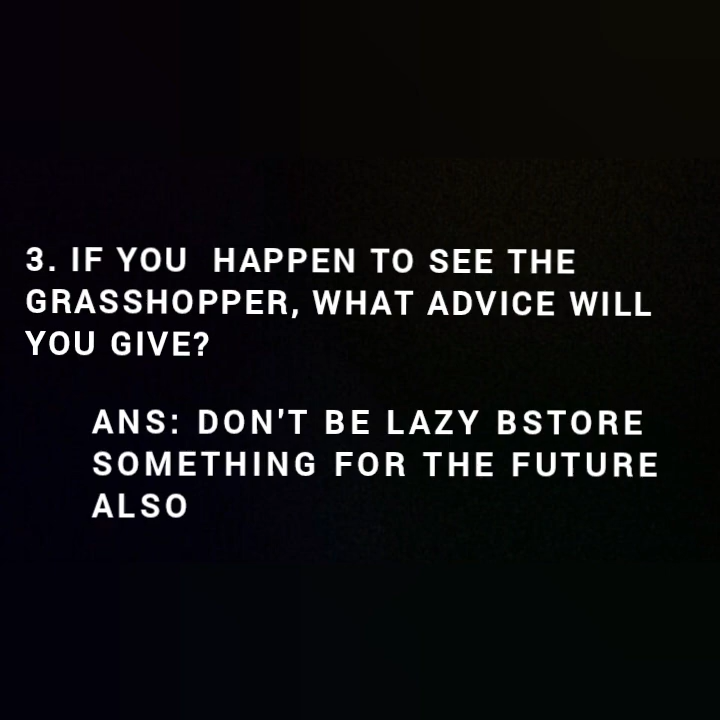 3. IF YOU  HAPPEN TO SEE THE
GRASSHOPPER, WHAT ADVICE WILL
YOU GIVE?
ANS: DON'T BE LAZY BSTORE
SOMETHING FOR THE FUTURE
ALSO